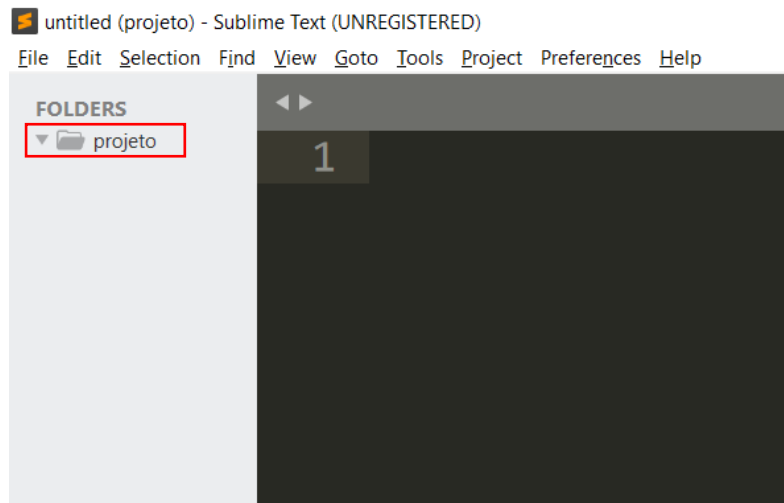 untitled (projeto) - Sublime Text (UNREGISTERED)
File Edit Selection Find View Goto Tools Project Preferences Help
FOLDERS
projeto
1